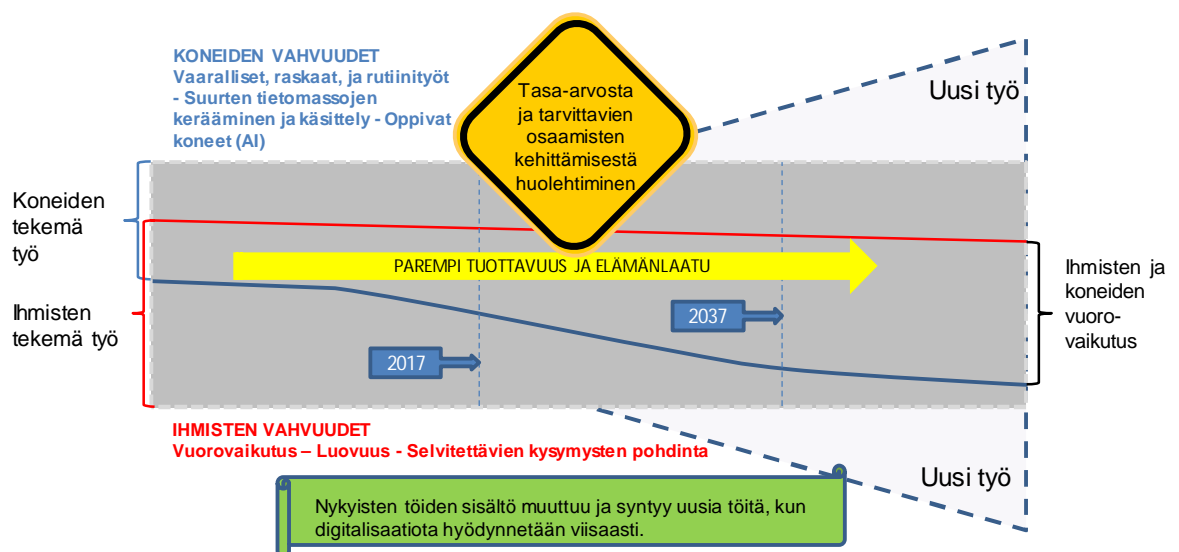 KONEIDEN VAHVUUDET
Vaaralliset, raskaat, ja rutiinityöt
- Suurten tietomassojen
kerääminen ja käsittely - Oppivat
koneet (AI)
Tasa-arvosta
ja tarvittavien
osaamisten
kehittämisestä
huolehtiminen
Uusi työ
Koneiden
tekemä
työ
PAREMPI TUOTTAVUUS JA ELÄMÄNLAATU
Ihmisten ja
koneiden
vuoro-
vaikutus
Ihmisten
tekemä työ
2037
2017
IHMISTEN VAHVUUDET
Vuorovaikutus – Luovuus - Selvitettävien kysymysten pohdinta
Uusi työ
Nykyisten töiden sisältö muuttuu ja syntyy uusia töitä, kun
digitalisaatiota hyödynnetään viisaasti.